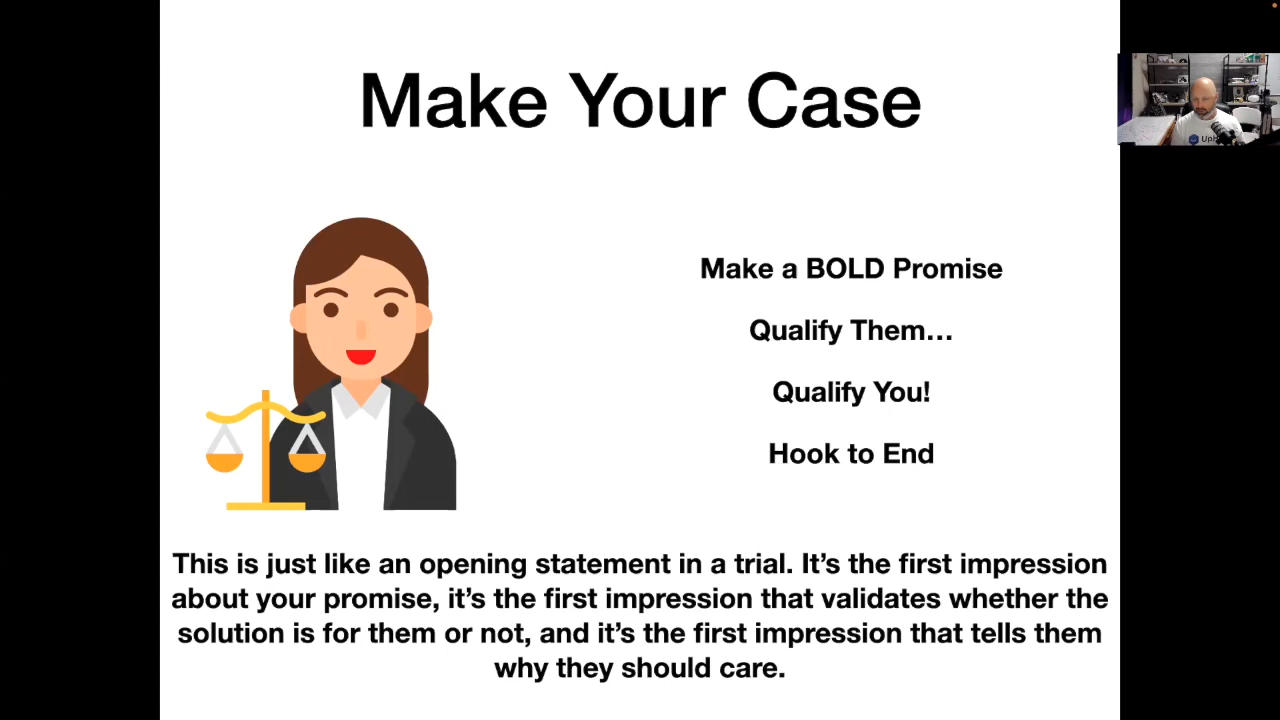 Make Your Case
Make a BOLD Promise
Qualify Them…
Qualify You!
Hook to End
This is just like an opening statement in a trial. It’s the first impression
about your promise, it’s the first impression that validates whether the
solution is for them or not, and it’s the first impression that tells them
why they should care.